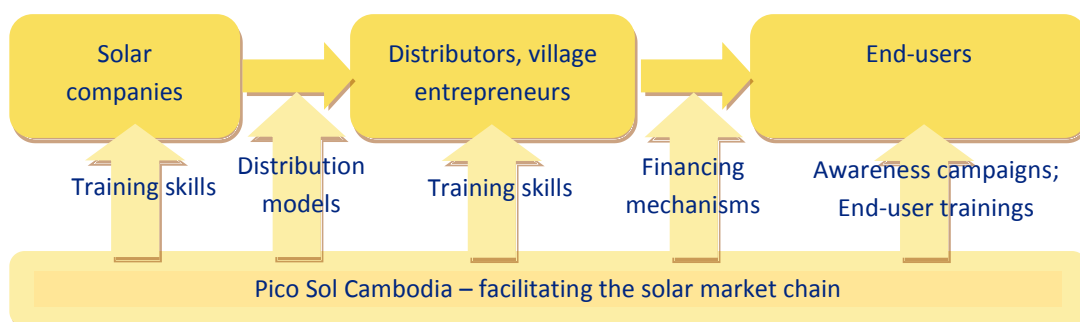 Solar
companies
Distributors, village
entrepreneurs
End-users
Training skills
Distribution
models
Training skills
Financing
mechanisms
Awareness campaigns;
End-user trainings
Pico Sol Cambodia – facilitating the solar market chain